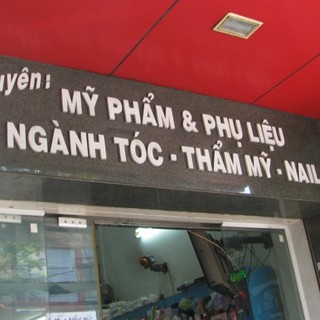 uyên:
MỸ PHẨM & PHỤ LIỆU
NGÀNH TÓC - THẨM MỸ - NAIL